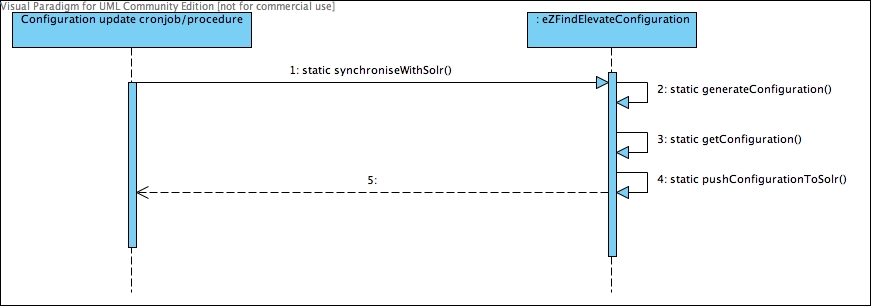 Visual Paradigm for UML Community Edition [not for commercial use]
Configuration update cronjob/procedure
: eZFindElevateConfiguration
1: static synchroniseWithSolr()
2: static generateConfiguration()
3: static getConfiguration()
4: static pushConfigurationToSolr()
5: